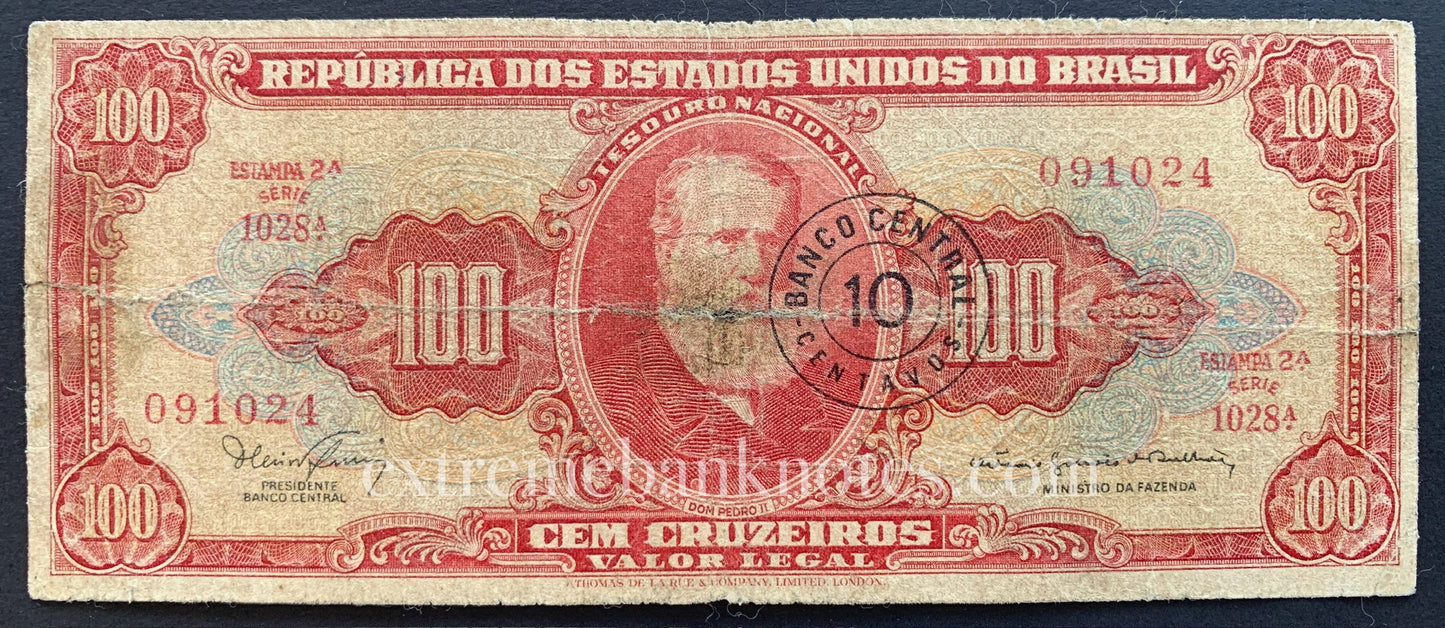 REPÚBLICA DOS ESTADOS UNIDOS DO BRASIL
100
100
TESOURO NACIONAL
ESTAMPA 2ª
SÉRIE
1028ª
091024
BANCO CENTRAL
10
CENTAVOS
100
100
100
100
ESTAMPA 2ª
SÉRIE
1028ª
091024
PRESIDENTE
BANCO CENTRAL
extremebanknotes.com
MINISTRO DA FAZENDA
DOM PEDRO II
100
100
CEM CRUZEIROS
VALOR LEGAL
THOMAS DE LA RUE & COMPANY, LIMITED, LONDON.